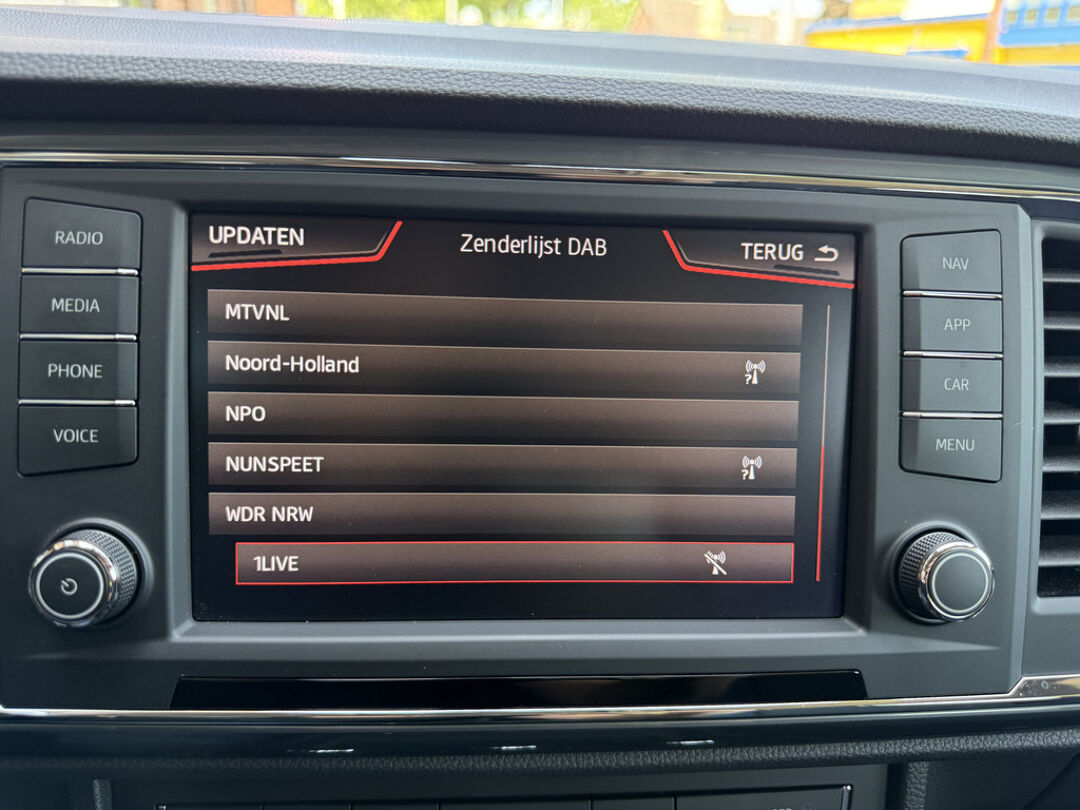 UPDATEN
Zenderlijst DAB
TERUG
RADIO
MEDIA
PHONE
VOICE
MTVNL
Noord-Holland
?
NPO
NUNSPEET
?
WDR NRW
1LIVE
NAV
APP
CAR
MENU